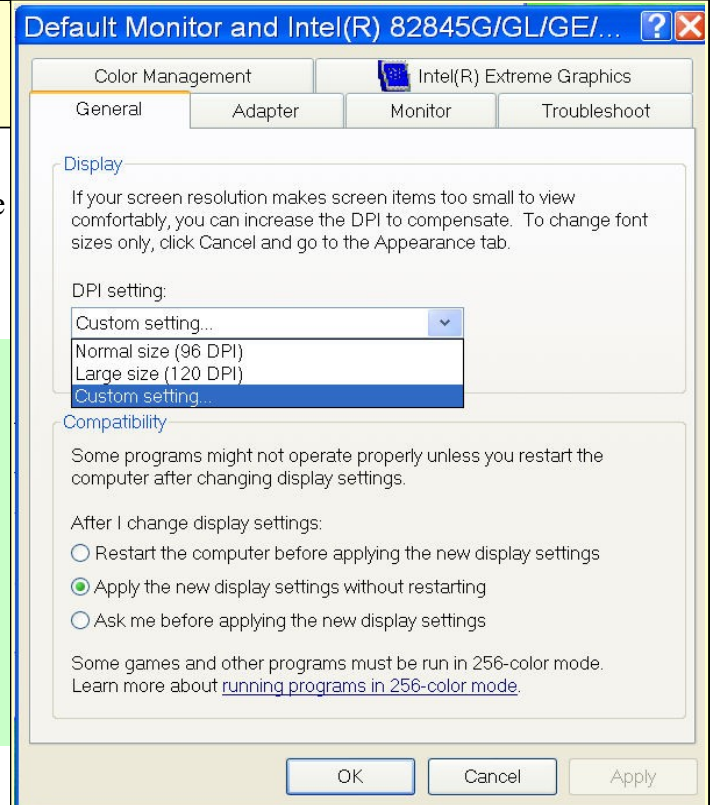 Default Monitor and Intel(R) 82845G/GL/GE/...
Color Management
Intel(R) Extreme Graphics
General
Adapter
Monitor
Troubleshoot
Display
If your screen resolution makes screen items too small to view
comfortably, you can increase the DPI to compensate. To change font
sizes only, click Cancel and go to the Appearance tab.
DPI setting:
Custom setting...
Normal size (96 DPI)
Large size (120 DPI)
Custom setting...
Compatibility
Some programs might not operate properly unless you restart the
computer after changing display settings.
After I change display settings:
Restart the computer before applying the new display settings
Apply the new display settings without restarting
Ask me before applying the new display settings
Some games and other programs must be run in 256-color mode.
Learn more about running programs in 256-color mode.
OK
Cancel
Apply